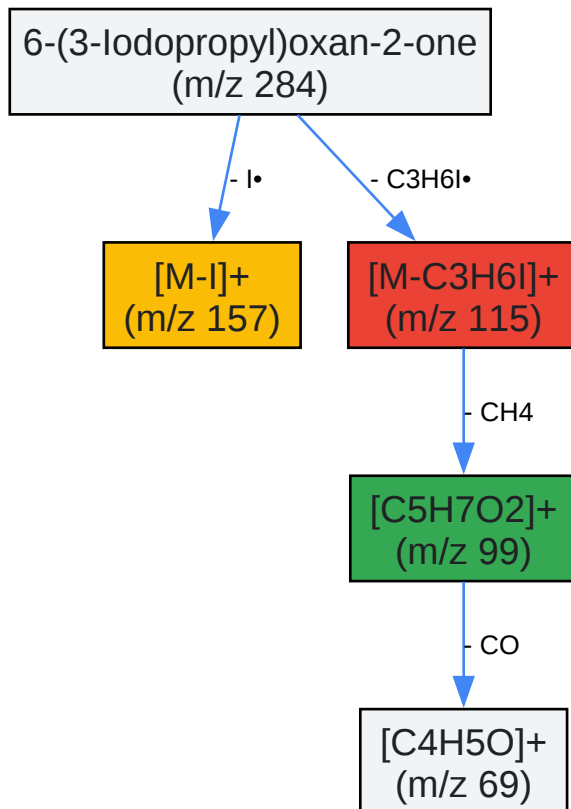 6-(3-Iodopropyl)oxan-2-one
(m/z 284)
- I•
- C3H6I•
[M-I]+
(m/z 157)
[M-C3H6I]+
(m/z 115)
- CH4
[C5H7O2]+
(m/z 99)
- CO
[C4H5O]+
(m/z 69)